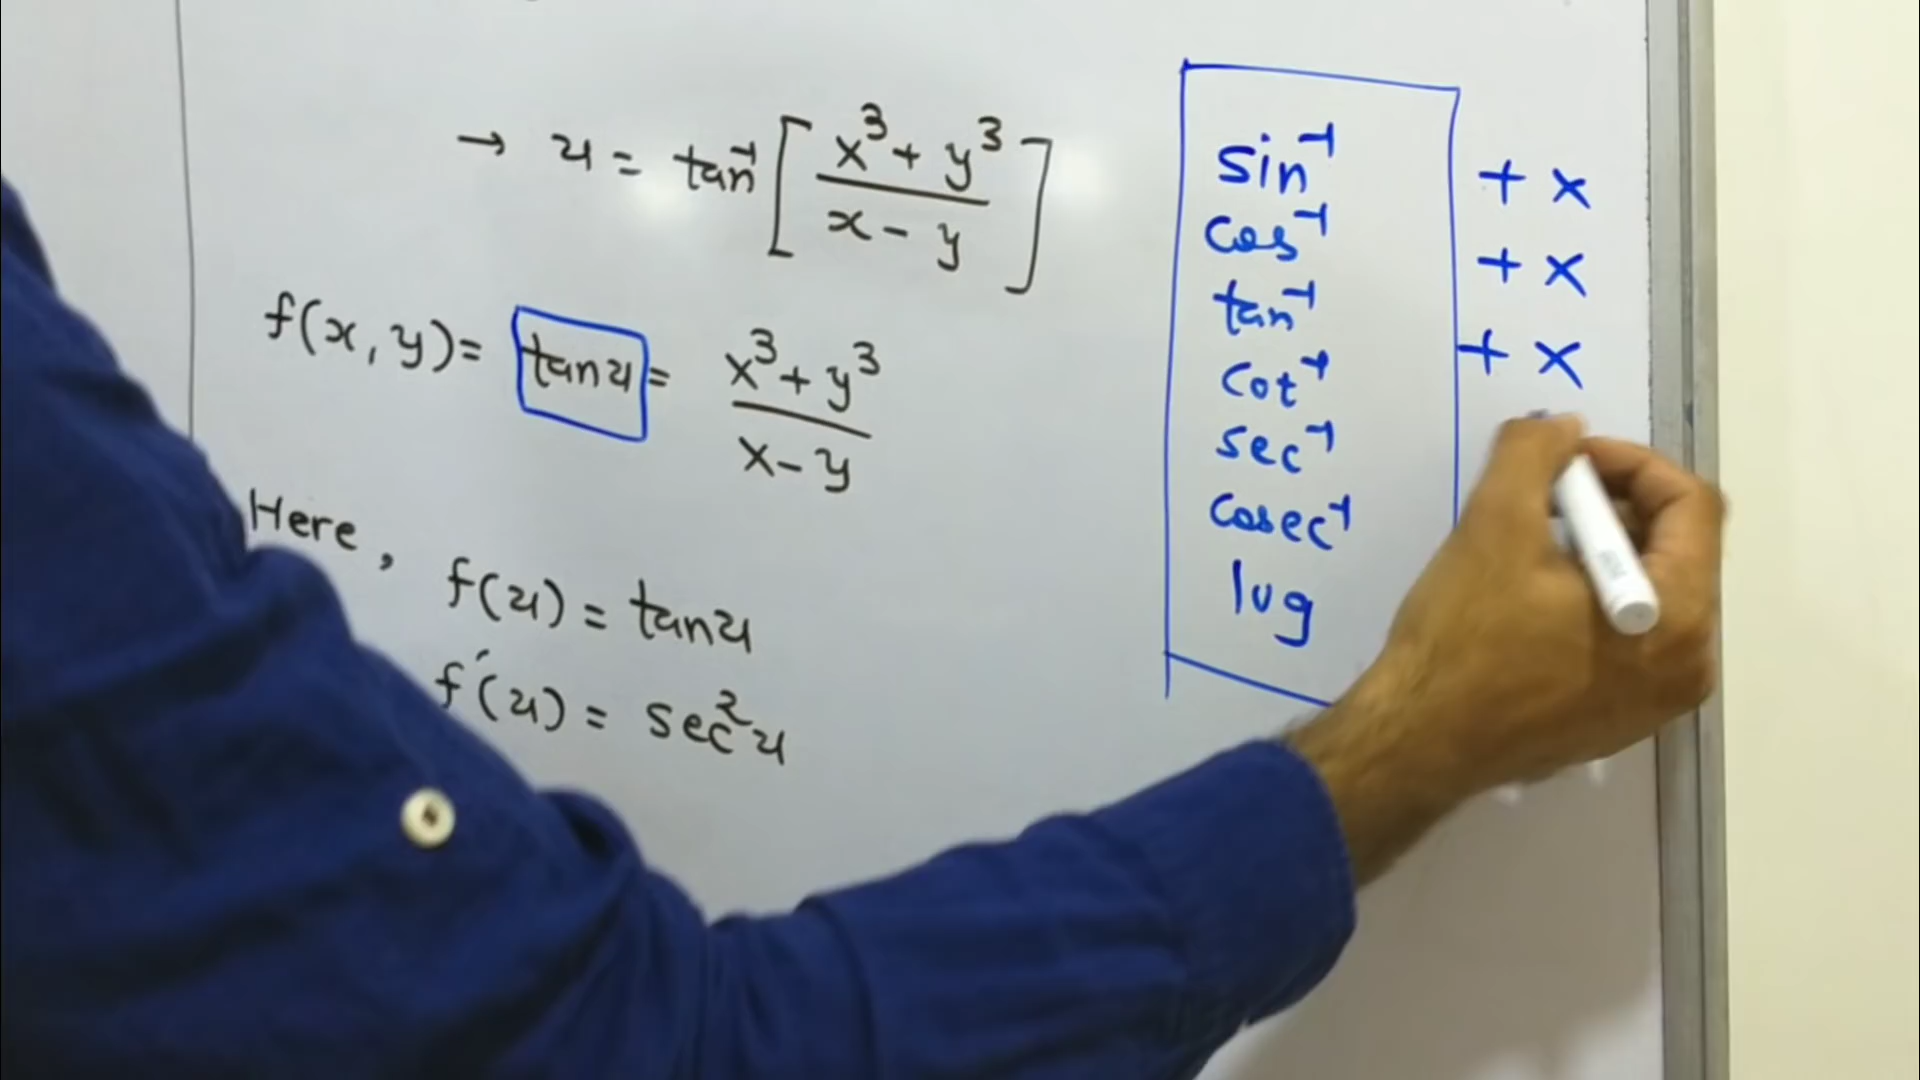 → u = tan⁻¹ [ x³ + y³ / x - y ]
f(x, y) = tan u = x³ + y³ / x - y
Here, f(u) = tan u
f'(u) = sec² u
sin⁻¹ + x
cos⁻¹ + x
tan⁻¹ + x
cot⁻¹
sec⁻¹
cosec⁻¹
log